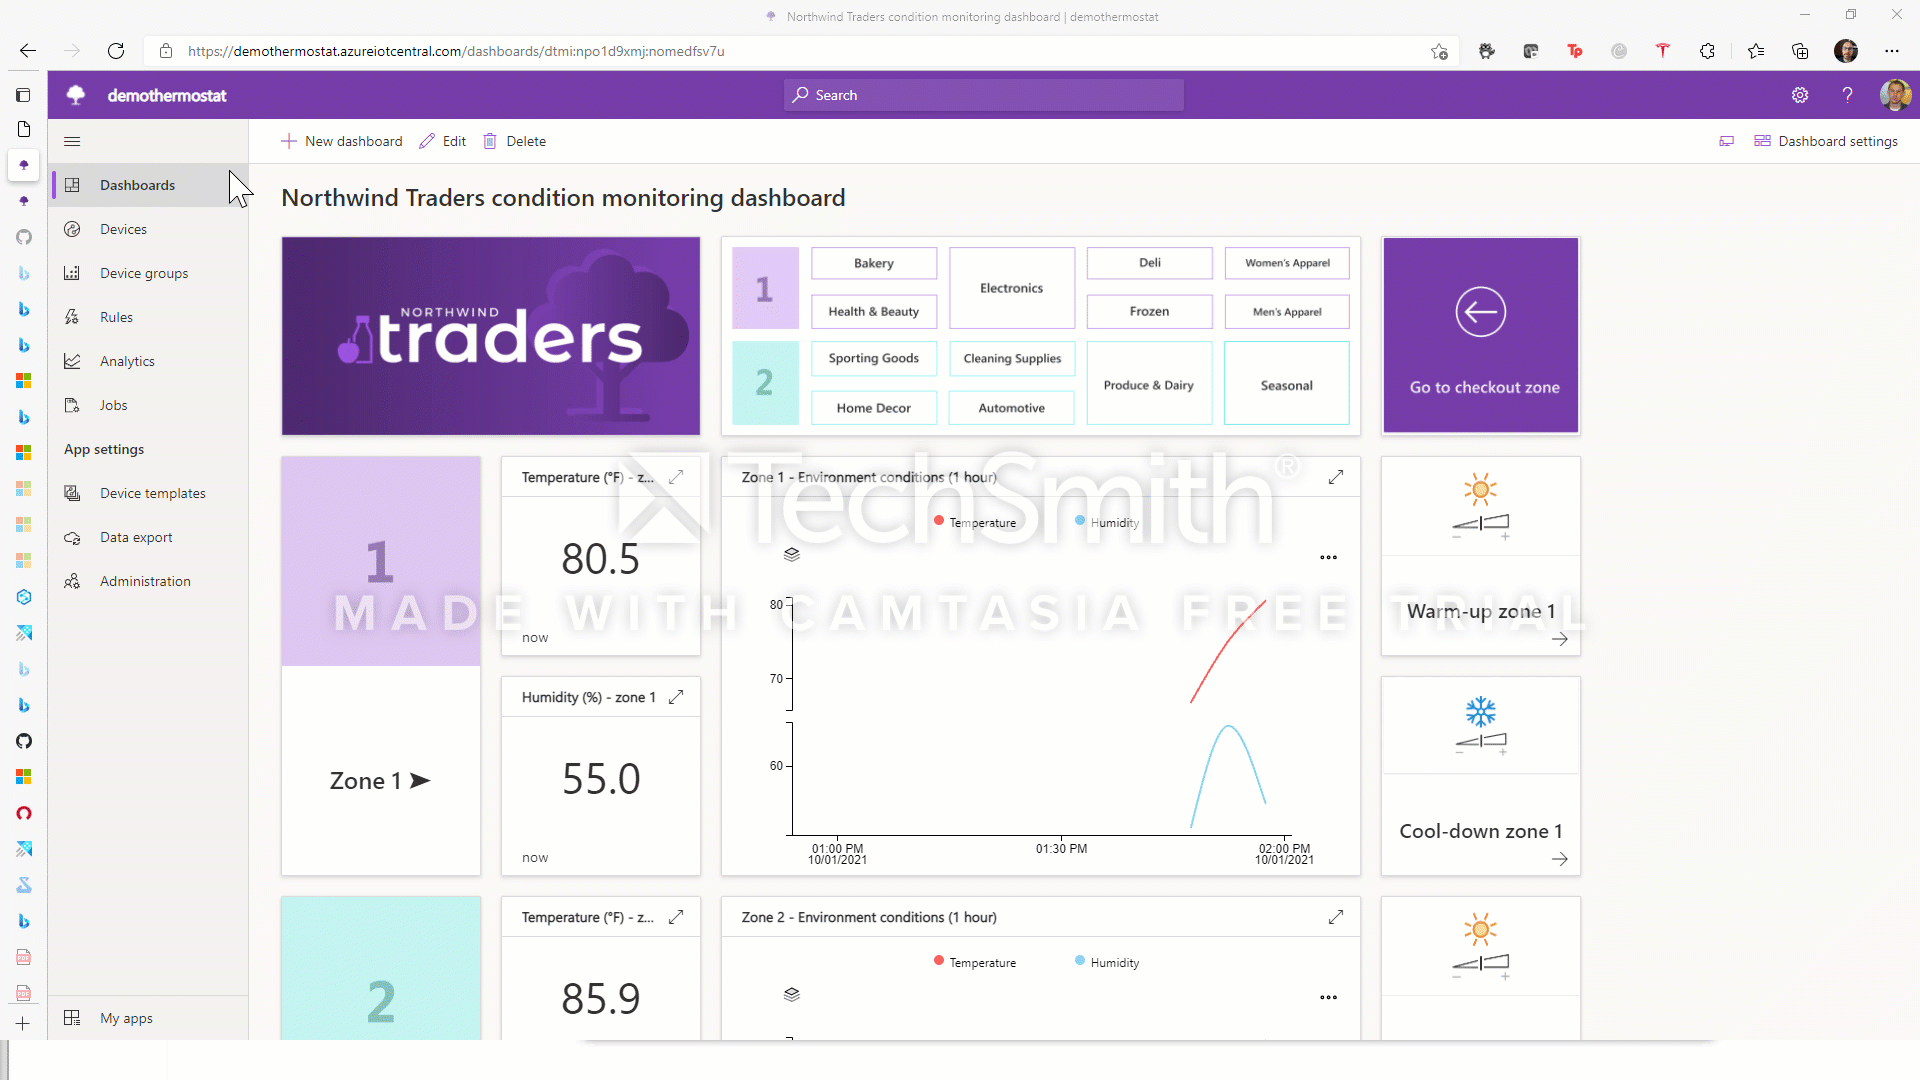 Northwind Traders condition monitoring dashboard | demothermostat
https://demothermostat.azureiotcentral.com/dashboards/dtmi:npo1d9xmj:nomedfsv7u
Tp
demothermostat
Search
?
New dashboard
Edit
Delete
Dashboard settings
Dashboards
Devices
Device groups
Rules
Analytics
Jobs
App settings
Device templates
Data export
Administration
My apps
Northwind Traders condition monitoring dashboard
NORTHWIND
traders
1
Bakery
Electronics
Deli
Women's Apparel
Health & Beauty
Frozen
Men's Apparel
2
Sporting Goods
Cleaning Supplies
Produce & Dairy
Seasonal
Home Decor
Automotive
Go to checkout zone
1
Zone 1 ➤
Temperature (°F) - z...
80.5
now
Humidity (%) - zone 1
55.0
now
Zone 1 - Environment conditions (1 hour)
Temperature
Humidity
80
70
60
01:00 PM
10/01/2021
01:30 PM
02:00 PM
10/01/2021
Warm-up zone 1
Cool-down zone 1
TechSmith®
MADE WITH CAMTASIA FREE TRIAL
2
Temperature (°F) - z...
85.9
Zone 2 - Environment conditions (1 hour)
Temperature
Humidity